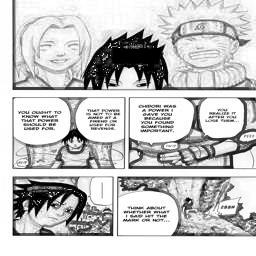 YOU
REALIZE IT
AFTER YOU
LOSE THEM..
CHIDORI WAS
A POWER I
GAVE YOU
BECAUSE
YOU FOUND
SOMETHING
IMPORTANT.
THAT POWER
IS NOT TO BE
AIMED AT A
FRIEND OR
USED FOR
REVENGE.
YOU OUGHT TO
KNOW WHAT
THAT POWER
SHOULD BE
USED FOR.
THINK ABOUT
WHETHER WHAT
I SAID HIT THE
MARK OR NOT...